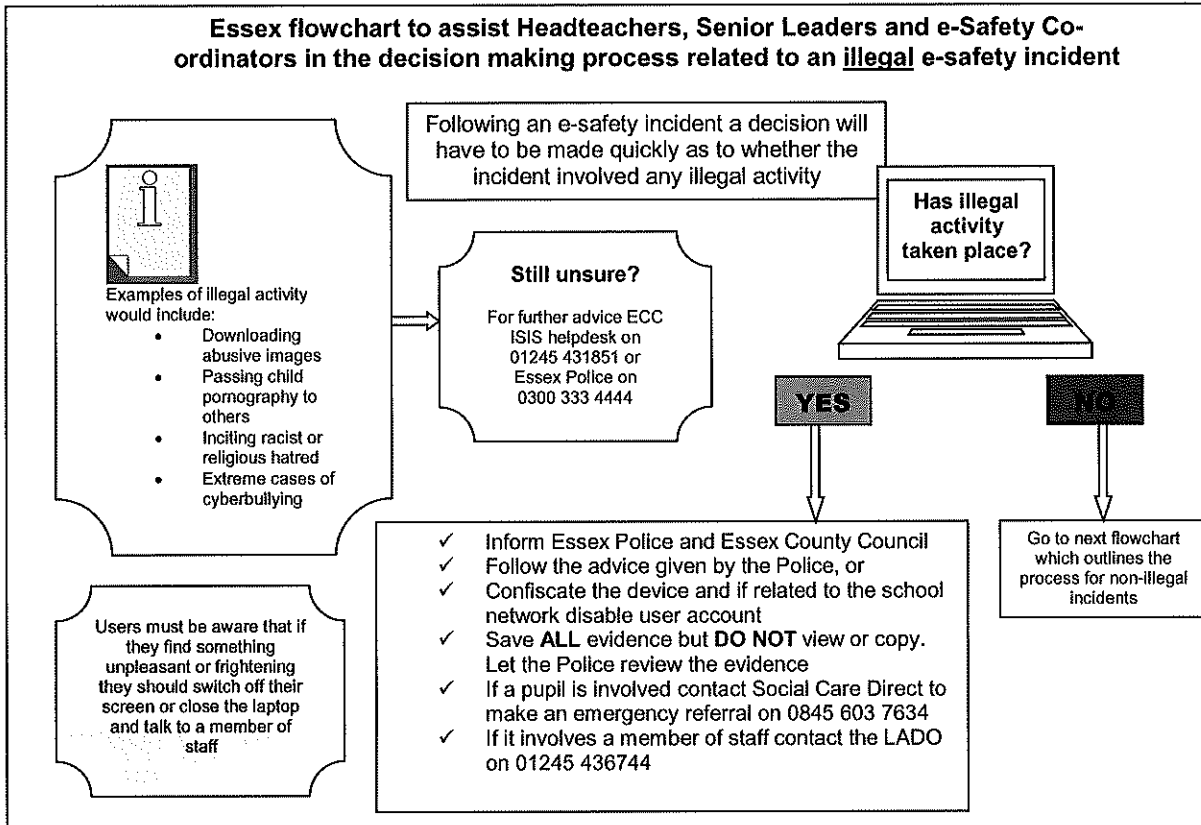 Essex flowchart to assist Headteachers, Senior Leaders and e-Safety Co-
ordinators in the decision making process related to an illegal e-safety incident
Following an e-safety incident a decision will
have to be made quickly as to whether the
incident involved any illegal activity
i
Examples of illegal activity
would include:
• Downloading
abusive images
• Passing child
pornography to
others
• Inciting racist or
religious hatred
• Extreme cases of
cyberbullying
Still unsure?
For further advice ECC
ISIS helpdesk on
01245 431851 or
Essex Police on
0300 333 4444
Has illegal
activity
taken place?
YES
NO
✓ Inform Essex Police and Essex County Council
✓ Follow the advice given by the Police, or
✓ Confiscate the device and if related to the school
network disable user account
✓ Save ALL evidence but DO NOT view or copy.
Let the Police review the evidence
✓ If a pupil is involved contact Social Care Direct to
make an emergency referral on 0845 603 7634
✓ If it involves a member of staff contact the LADO
on 01245 436744
Go to next flowchart
which outlines the
process for non-illegal
incidents
Users must be aware that if
they find something
unpleasant or frightening
they should switch off their
screen or close the laptop
and talk to a member of
staff